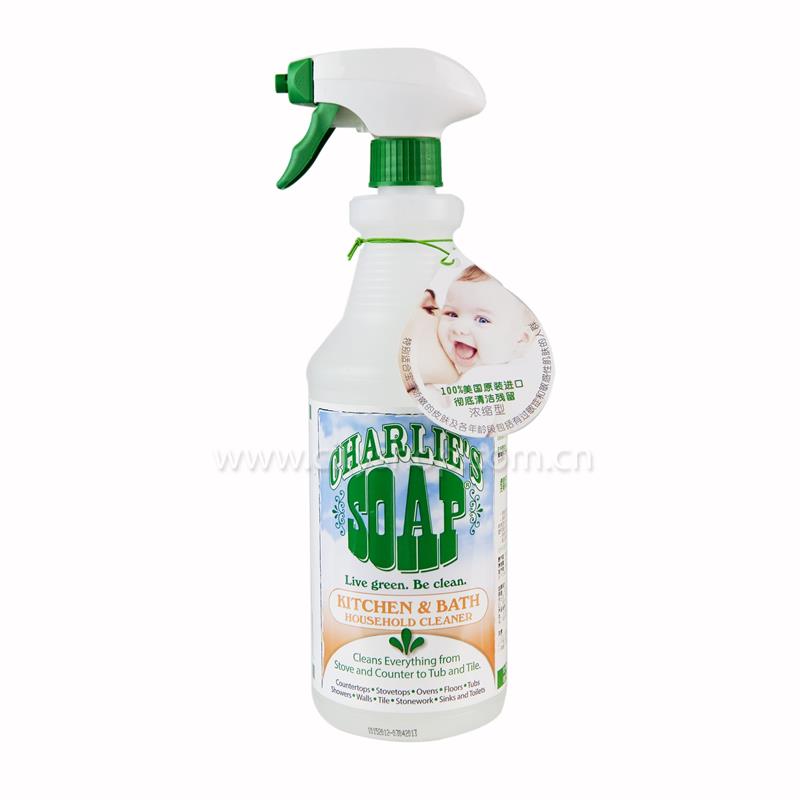 100%美国原装进口
彻底清洁残留
浓缩型
CHARLIE'S
SOAP®
Live green. Be clean.
KITCHEN & BATH
HOUSEHOLD CLEANER
Cleans Everything from
Stove and Counter to Tub and Tile.
Countertops • Stovetops • Ovens • Floors • Tubs
Showers • Walls • Tile • Stonework • Sinks and Toilets